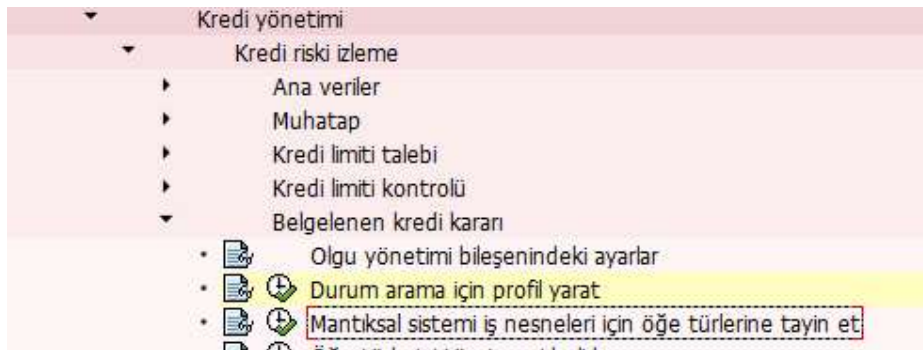 Kredi yönetimi
Kredi riski izleme
Ana veriler
Muhatap
Kredi limiti talebi
Kredi limiti kontrolü
Belgelenen kredi kararı
Olgu yönetimi bileşenindeki ayarlar
Durum arama için profil yarat
Mantıksal sistemi iş nesneleri için öğe türlerine tayin et